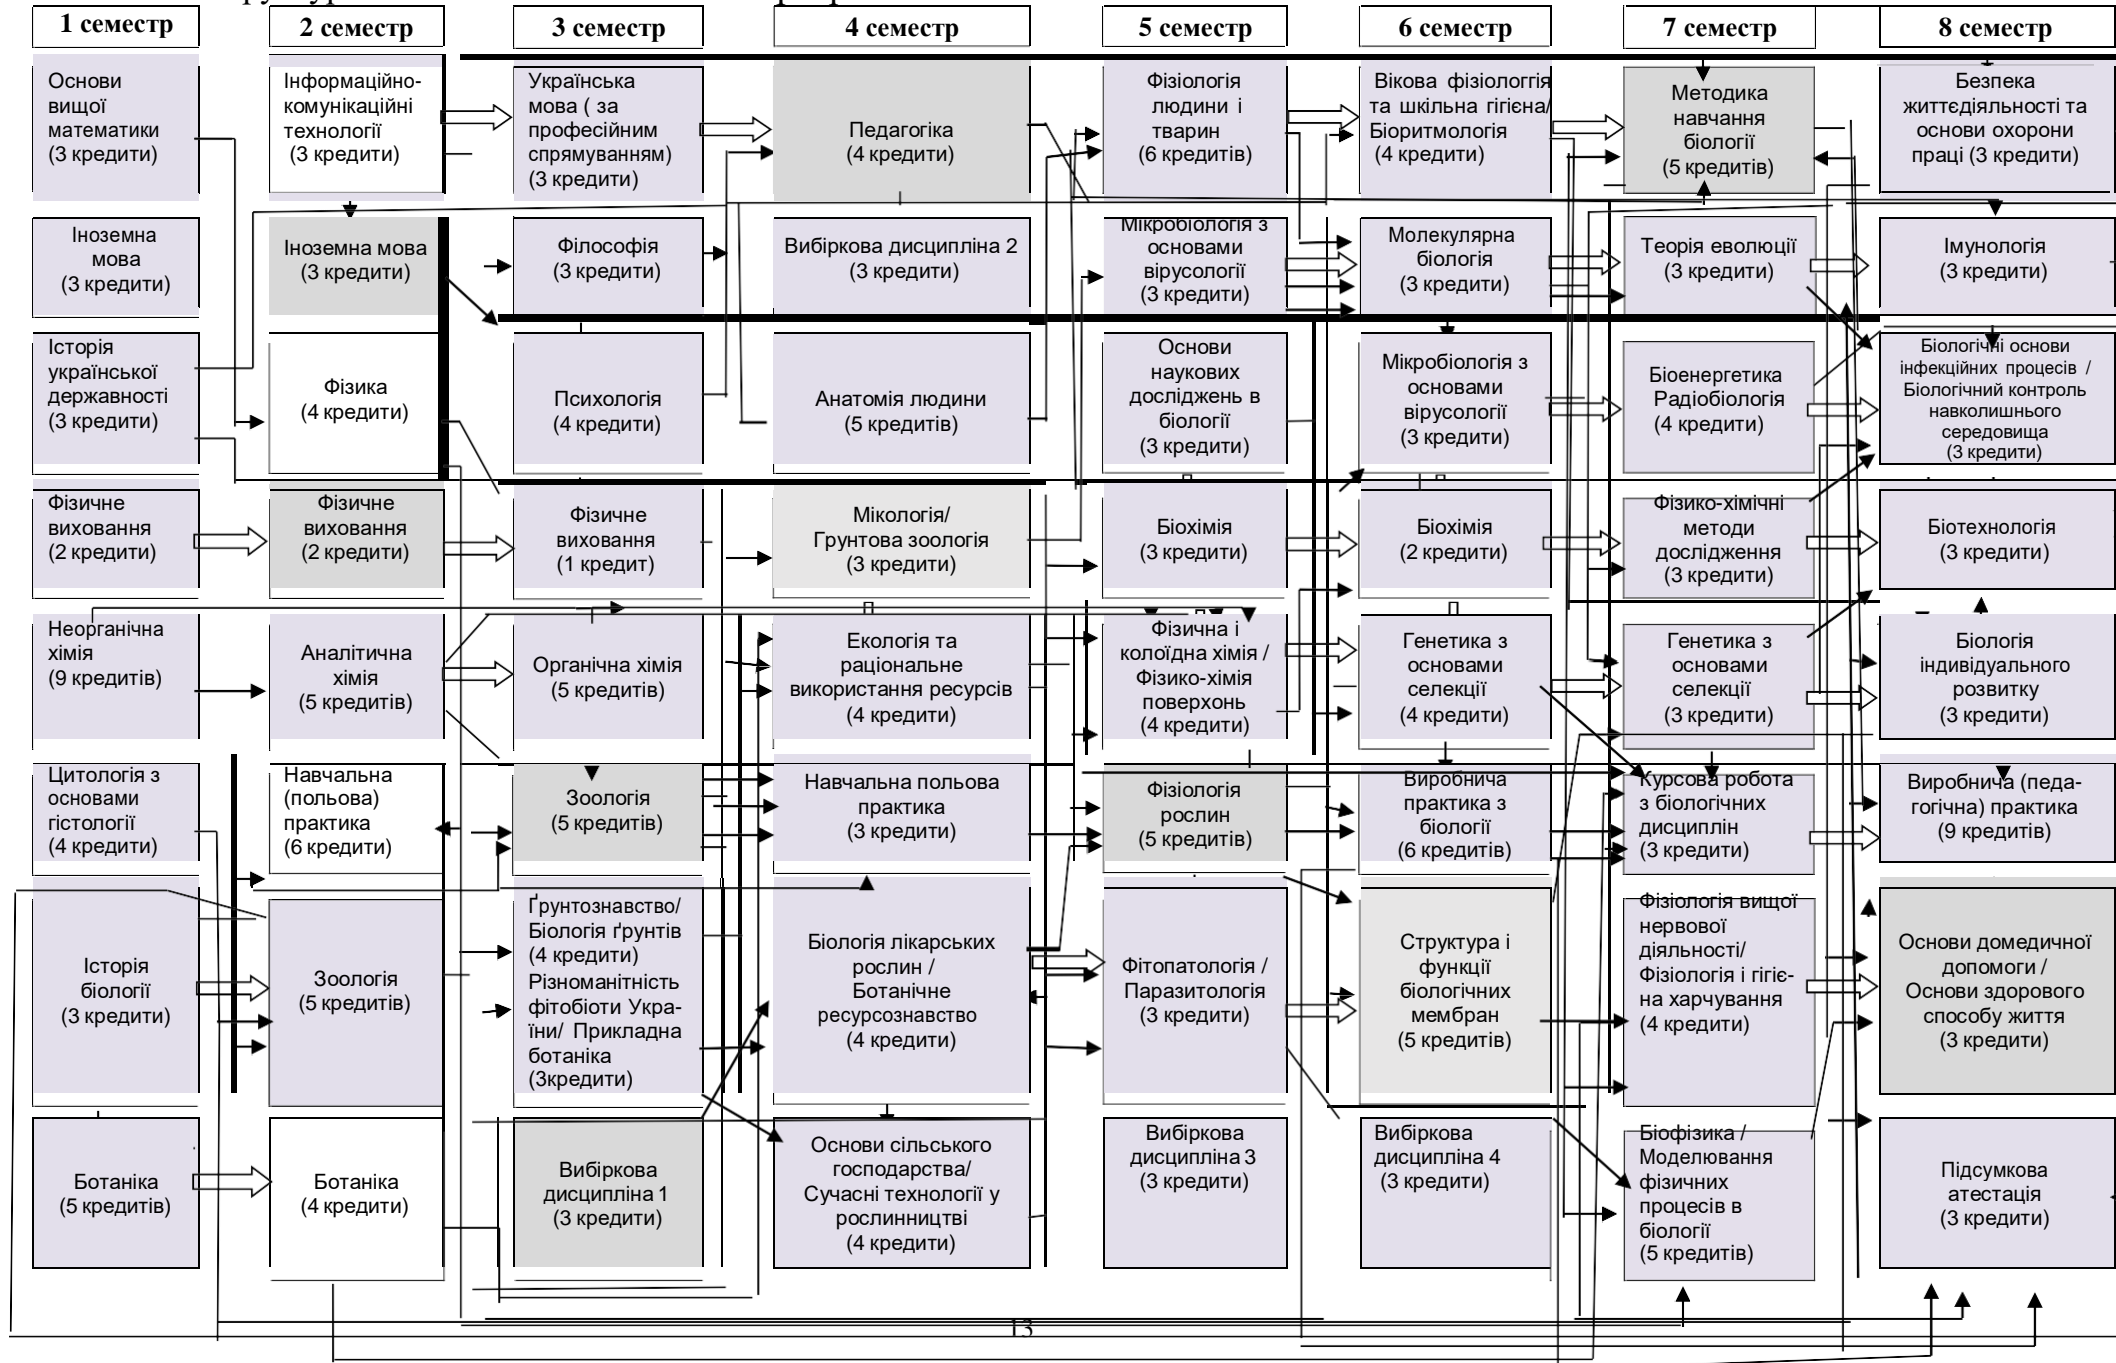 1 семестр
2 семестр
3 семестр
4 семестр
5 семестр
6 семестр
7 семестр
8 семестр
Основи
вищої
математики
(3 кредити)
Інформаційно-
комунікаційні
технології
(3 кредити)
Українська
мова ( за
професійним
спрямуванням)
(3 кредити)
Педагогіка
(4 кредити)
Фізіологія
людини і
тварин
(6 кредитів)
Вікова фізіологгія
та шкільна гігієна/
Біоритмологія
(4 кредити)
Методика
навчання
біології
(5 кредитів)
Безпека
життєдіяльності та
основи охорони
праці (3 кредити)
Іноземна
мова
(3 кредити)
Іноземна мова
(3 кредити)
Філософія
(3 кредити)
Вибіркова дисципліна 2
(3 кредити)
Мікробіологія з
основами
вірусології
(3 кредити)
Молекулярна
біологія
(3 кредити)
Теорія еволюції
(3 кредити)
Імунологія
(3 кредити)
Історія
української
державності
(3 кредити)
Фізика
(4 кредити)
Психологія
(4 кредити)
Анатомія людини
(5 кредитів)
Основи
наукових
досліджень в
біології
(3 кредити)
Мікробіологія з
основами
вірусології
(3 кредити)
Біоенергетика
Радіобіологія
(4 кредити)
Біологічні основи
інфекційних процесів /
Біологічний контроль
навколишнього
середовища
(3 кредити)
Фізичне
виховання
(2 кредити)
Фізичне
виховання
(2 кредити)
Фізичне
виховання
(1 кредит)
Мікологія/
Грунтова зоологія
(3 кредити)
Біохімія
(3 кредити)
Біохімія
(2 кредити)
Фізико-хімічні
методи
дослідження
(3 кредити)
Біотехнологія
(3 кредити)
Неорганічна
хімія
(9 кредитів)
Аналітична
хімія
(5 кредитів)
Органічна хімія
(5 кредитів)
Екологія та
раціональне
використання ресурсів
(4 кредити)
Фізична і
колоїдна хімія /
Фізико-хімія
поверхонь
(4 кредити)
Генетика з
основами
селекції
(4 кредити)
Генетика з
основами
селекції
(3 кредити)
Біологія
індивідуального
розвитку
(3 кредити)
Цитологія з
основами
гістології
(4 кредити)
Навчальна
(польова)
практика
(6 кредити)
Зоологія
(5 кредитів)
Навчальна польова
практика
(3 кредити)
Фізіологія
рослин
(5 кредитів)
Виробнича
практика з
біології
(6 кредитів)
Курсова робота
з біологічних
дисциплін
(3 кредити)
Виробнича (педа-
гогічна) практика
(9 кредитів)
Історія
біології
(3 кредити)
Зоологія
(5 кредитів)
Ґрунтознавство/
Біологія ґрунтів
(4 кредити)
Різноманітність
фітобіоти Укра-
їни/ Прикладна
ботаніка
(3кредити)
Біологія лікарських
рослин /
Ботанічне
ресурсознавство
(4 кредити)
Фітопатологія /
Паразитологія
(3 кредити)
Структура і
функції
біологічних
мембран
(5 кредитів)
Фізіологія вищої
нервової
діяльності/
Фізіологія і гігіє-
на харчування
(4 кредити)
Основи домедичної
допомоги /
Основи здорового
способу життя
(3 кредити)
Ботаніка
(5 кредитів)
Ботаніка
(4 кредити)
Вибіркова
дисципліна 1
(3 кредити)
Основи сільського
господарства/
Сучасні технології у
рослинництві
(4 кредити)
Вибіркова
дисципліна 3
(3 кредити)
Вибіркова
дисципліна 4
(3 кредити)
Біофізика /
Моделювання
фізичних
процесів в
біології
(5 кредитів)
Підсумкова
атестація
(3 кредити)
13